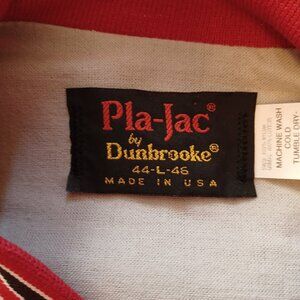 Pla-Jac®
by
Dunbrooke®
44-L-46
MADE IN USA
MACHINE WASH
COLD
TUMBLE DRY